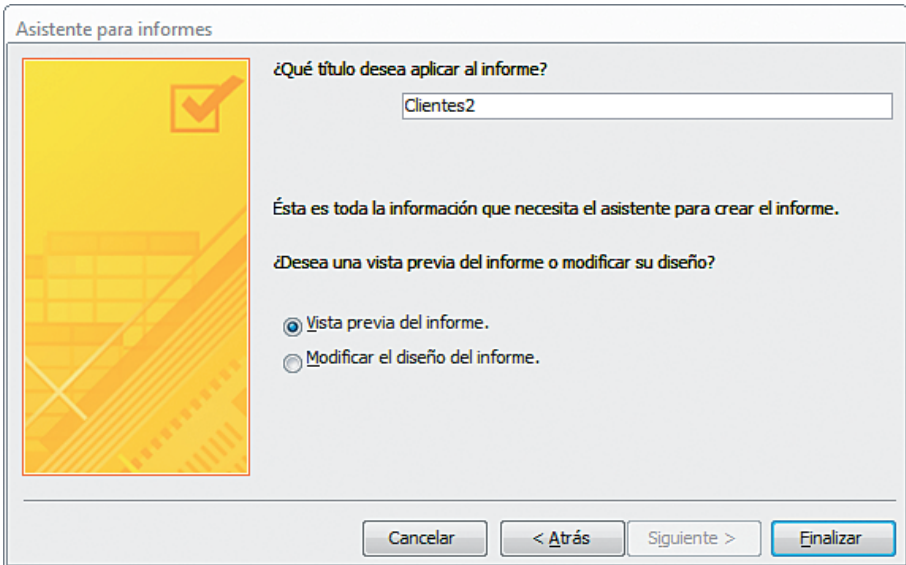 Asistente para informes
¿Qué título desea aplicar al informe?
Clientes2
Ésta es toda la información que necesita el asistente para crear el informe.
¿Desea una vista previa del informe o modificar su diseño?
Vista previa del informe.
Modificar el diseño del informe.
Cancelar
< Atrás
Siguiente >
Finalizar